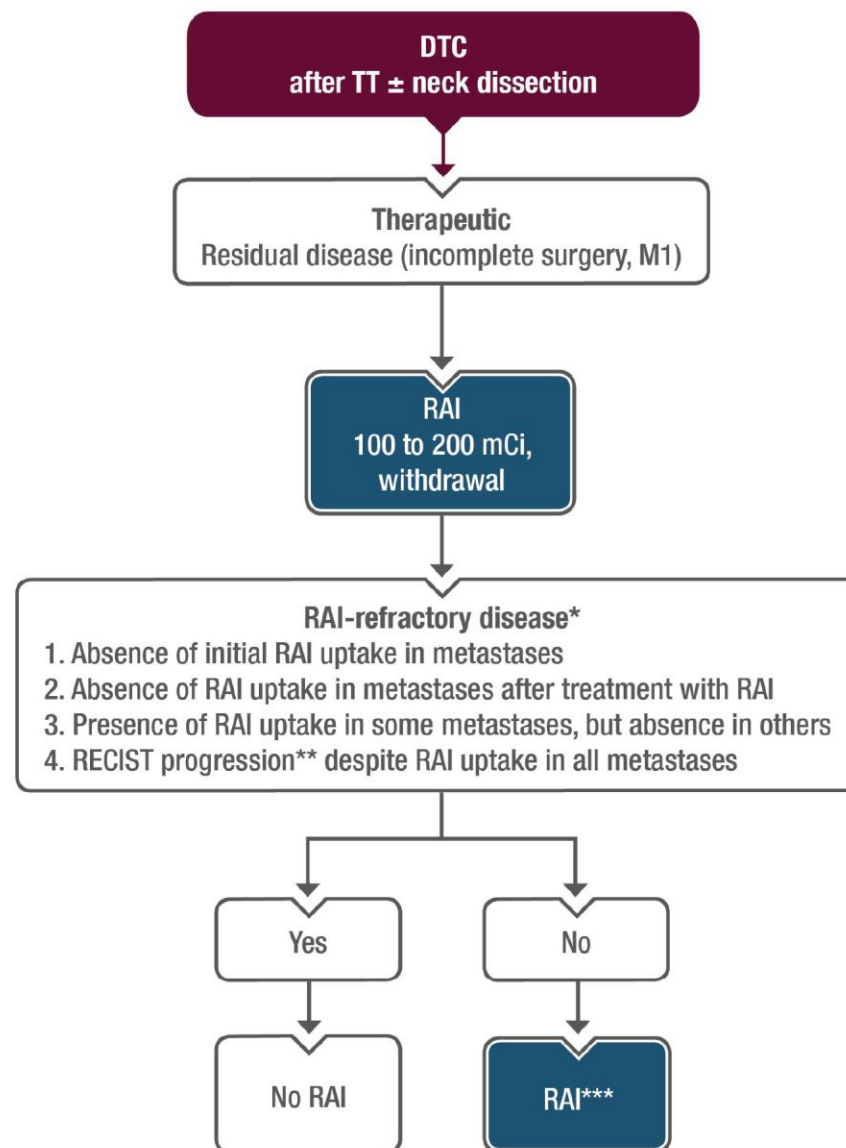 DTC
after TT ± neck dissection
Therapeutic
Residual disease (incomplete surgery, M1)
RAI
100 to 200 mCi,
withdrawal
RAI-refractory disease*
1. Absence of initial RAI uptake in metastases
2. Absence of RAI uptake in metastases after treatment with RAI
3. Presence of RAI uptake in some metastases, but absence in others
4. RECIST progression** despite RAI uptake in all metastases
Yes
No
No RAI
RAI***